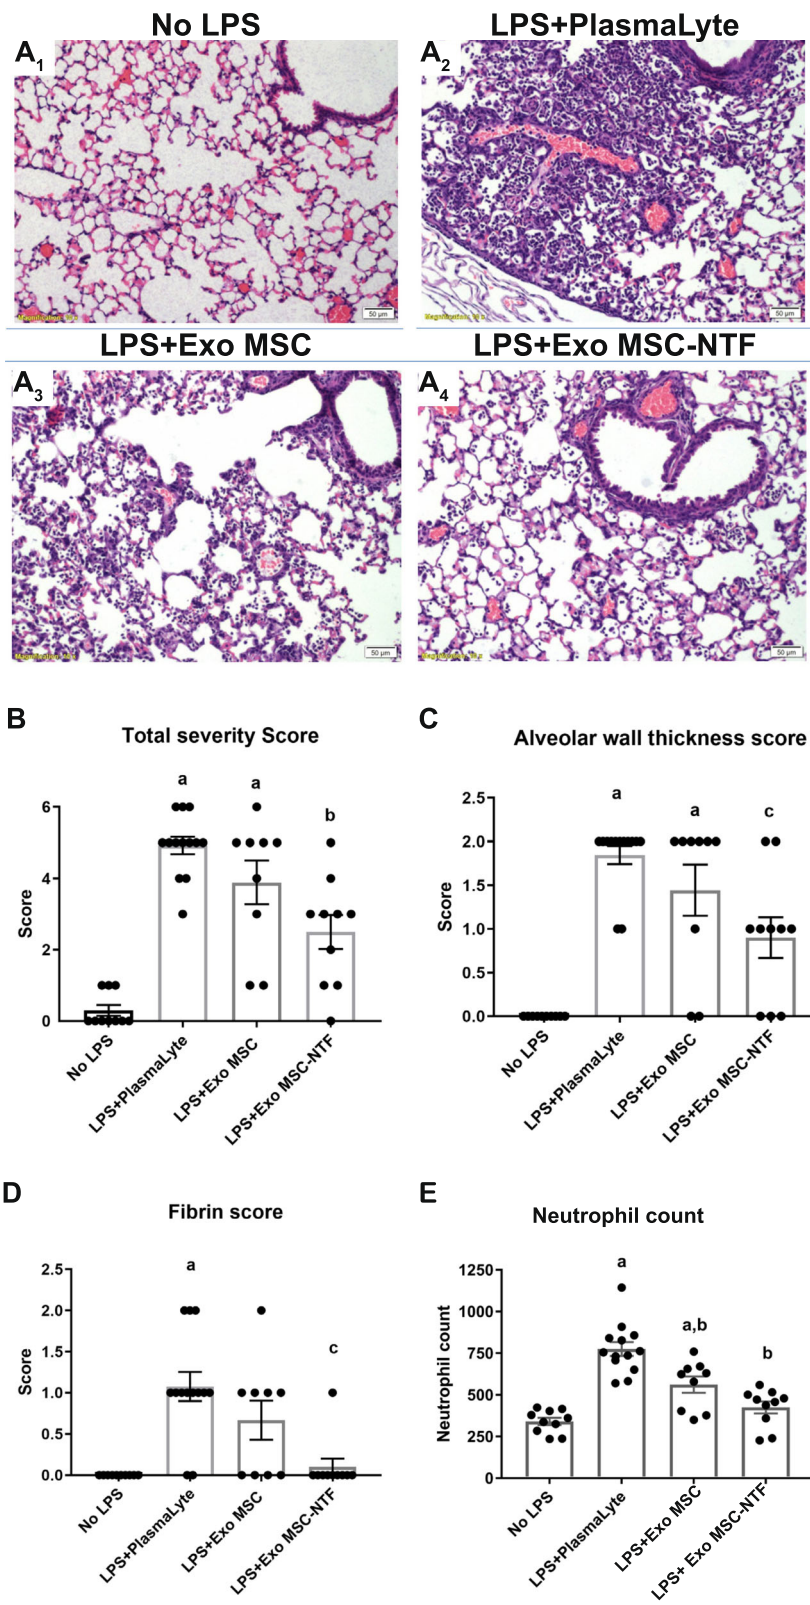 No LPS
LPS+PlasmaLyte
A1
A2
50 µm
50 µm
LPS+Exo MSC
LPS+Exo MSC-NTF
A3
A4
50 µm
50 µm
B
Total severity Score
a
a
b
6
4
2
0
Score
No LPS
LPS+PlasmaLyte
LPS+Exo MSC
LPS+Exo MSC-NTF
C
Alveolar wall thickness score
a
a
c
2.5
2.0
1.5
1.0
0.5
0.0
Score
No LPS
LPS+PlasmaLyte
LPS+Exo MSC
LPS+Exo MSC-NTF
D
Fibrin score
a
c
2.5
2.0
1.5
1.0
0.5
0.0
Score
No LPS
LPS+PlasmaLyte
LPS+Exo MSC
LPS+Exo MSC-NTF
E
Neutrophil count
a
a,b
b
1250
1000
750
500
250
0
Neutrophil count
No LPS
LPS+PlasmaLyte
LPS+Exo MSC
LPS+ Exo MSC-NTF